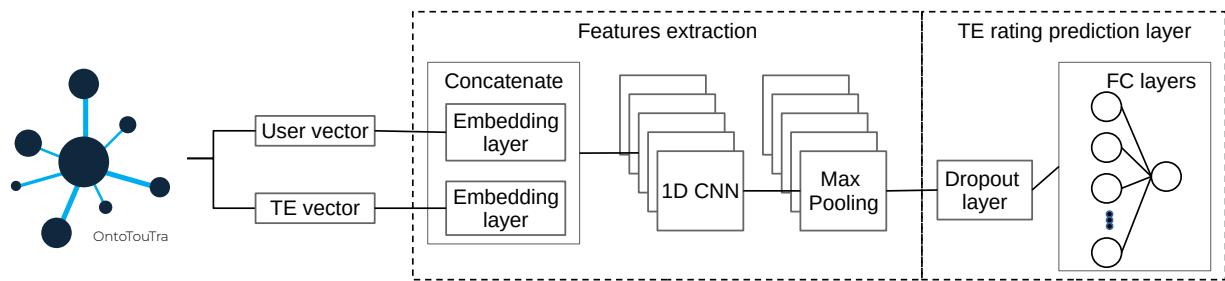 Features extraction
TE rating prediction layer
Concatenate
FC layers
User vector
Embedding
layer
TE vector
Embedding
layer
1D CNN
Max
Pooling
Dropout
layer
OntoTouTra